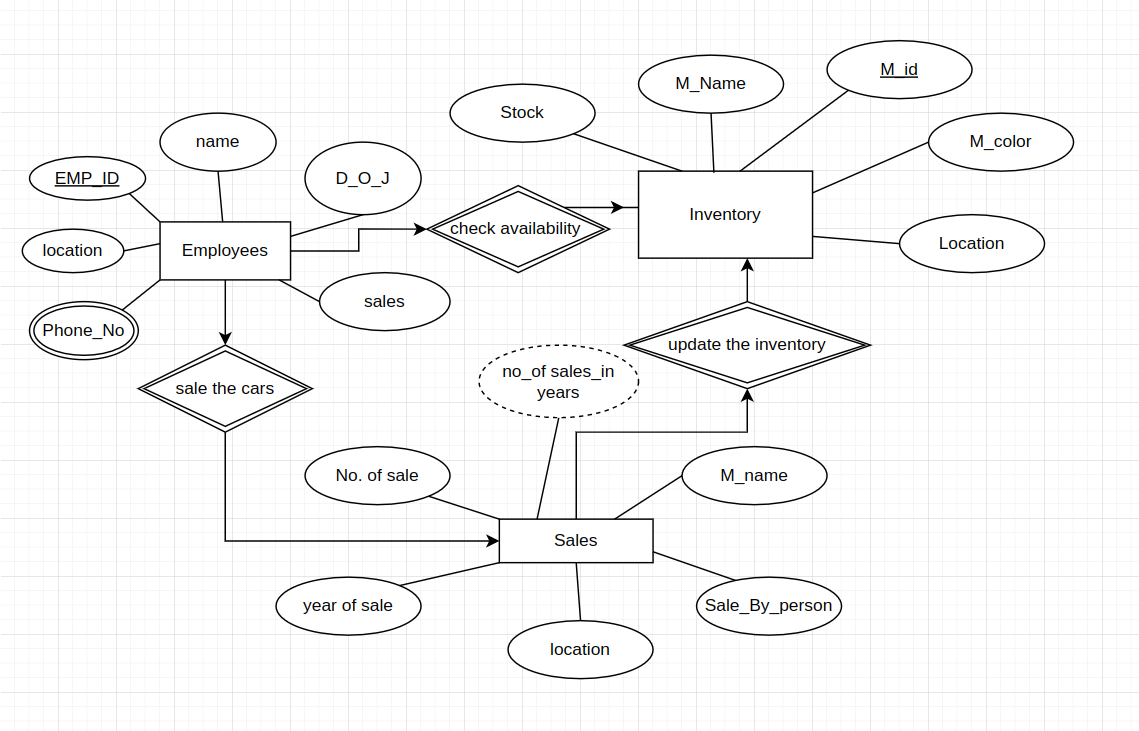 M_id
M_Name
Stock
name
M_color
EMP_ID
D_O_J
Inventory
check availability
location
Employees
Location
sales
Phone_No
update the inventory
no_of sales_in
years
sale the cars
No. of sale
M_name
Sales
year of sale
Sale_By_person
location